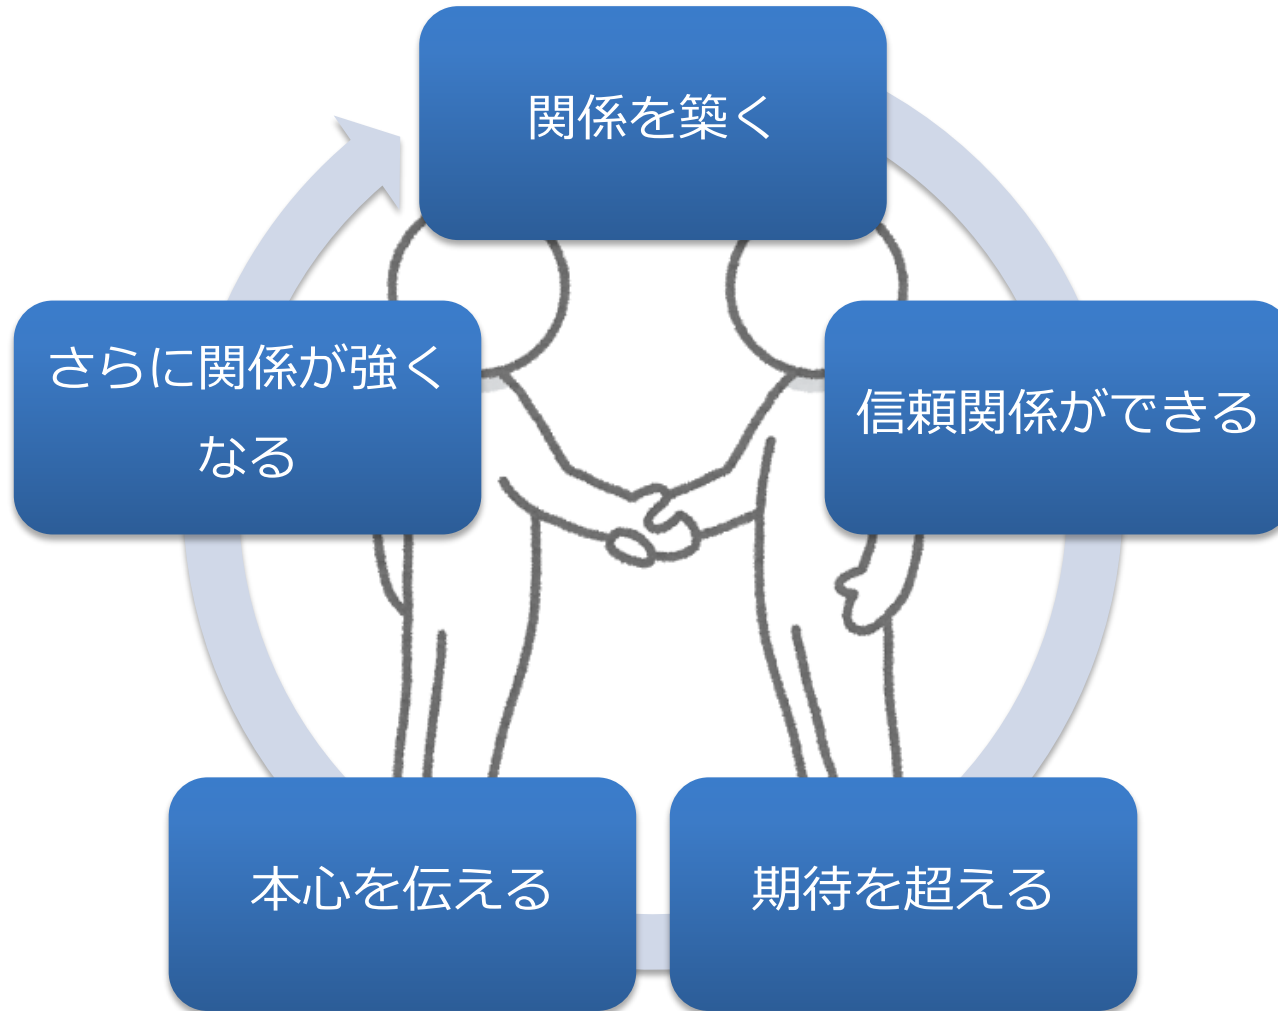 関係を築く
信頼関係ができる
期待を超える
本心を伝える
さらに関係が強く
なる